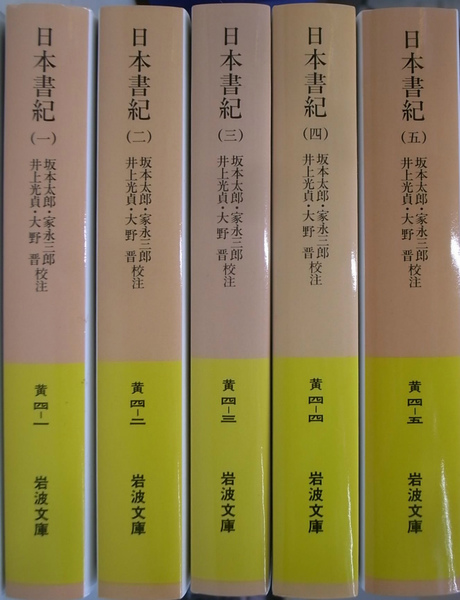 日本書紀(一)
坂本太郎・家永三郎
井上光貞・大野 晋 校注
黄 四-一
岩波文庫
日本書紀(二)
坂本太郎・家永三郎
井上光貞・大野 晋 校注
黄 四-二
岩波文庫
日本書紀(三)
坂本太郎・家永三郎
井上光貞・大野 晋 校注
黄 四-三
岩波文庫
日本書紀(四)
坂本太郎・家永三郎
井上光貞・大野 晋 校注
黄 四-四
岩波文庫
日本書紀(五)
坂本太郎・家永三郎
井上光貞・大野 晋 校注
黄 四-五
岩波文庫